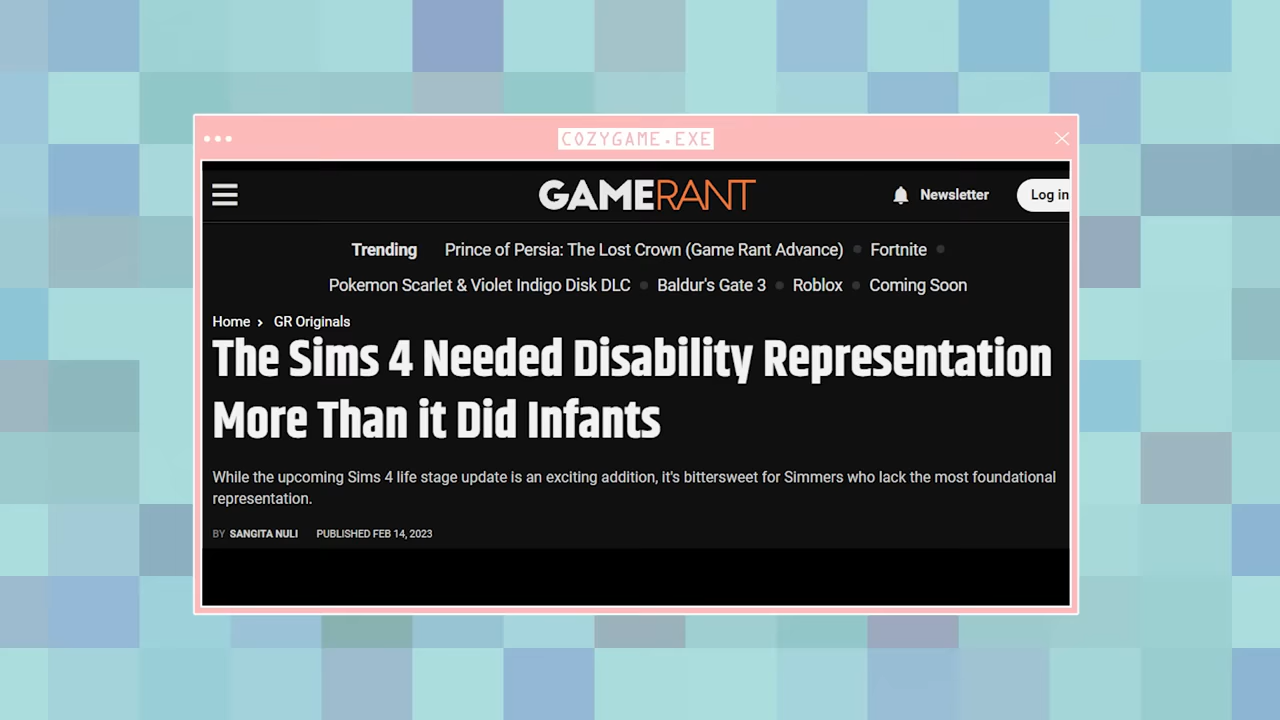 COZYGAME.EXE
GAMERANT
Newsletter
Log in
Trending Prince of Persia: The Lost Crown (Game Rant Advance) Fortnite
Pokemon Scarlet & Violet Indigo Disk DLC Baldur's Gate 3 Roblox Coming Soon
Home > GR Originals
The Sims 4 Needed Disability Representation
More Than it Did Infants
While the upcoming Sims 4 life stage update is an exciting addition, it's bittersweet for Simmers who lack the most foundational
representation.
BY SANGITA NULI PUBLISHED FEB 14, 2023